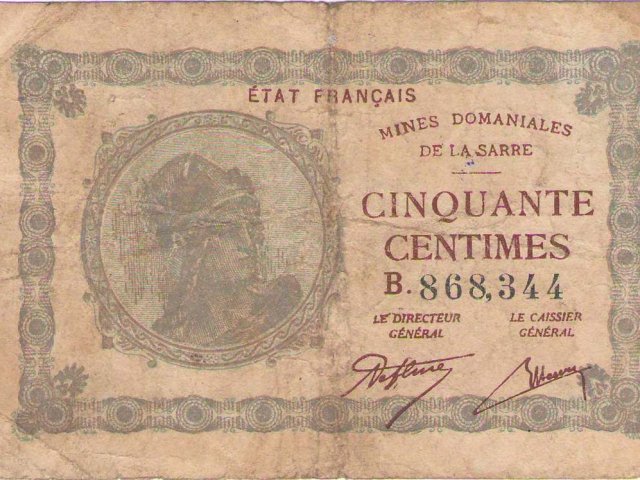 ÉTAT FRANÇAIS
MINES DOMANIALES
DE LA SARRE
CINQUANTE
CENTIMES
B. 868,344
LE DIRECTEUR
GÉNÉRAL
LE CAISSIER
GÉNÉRAL